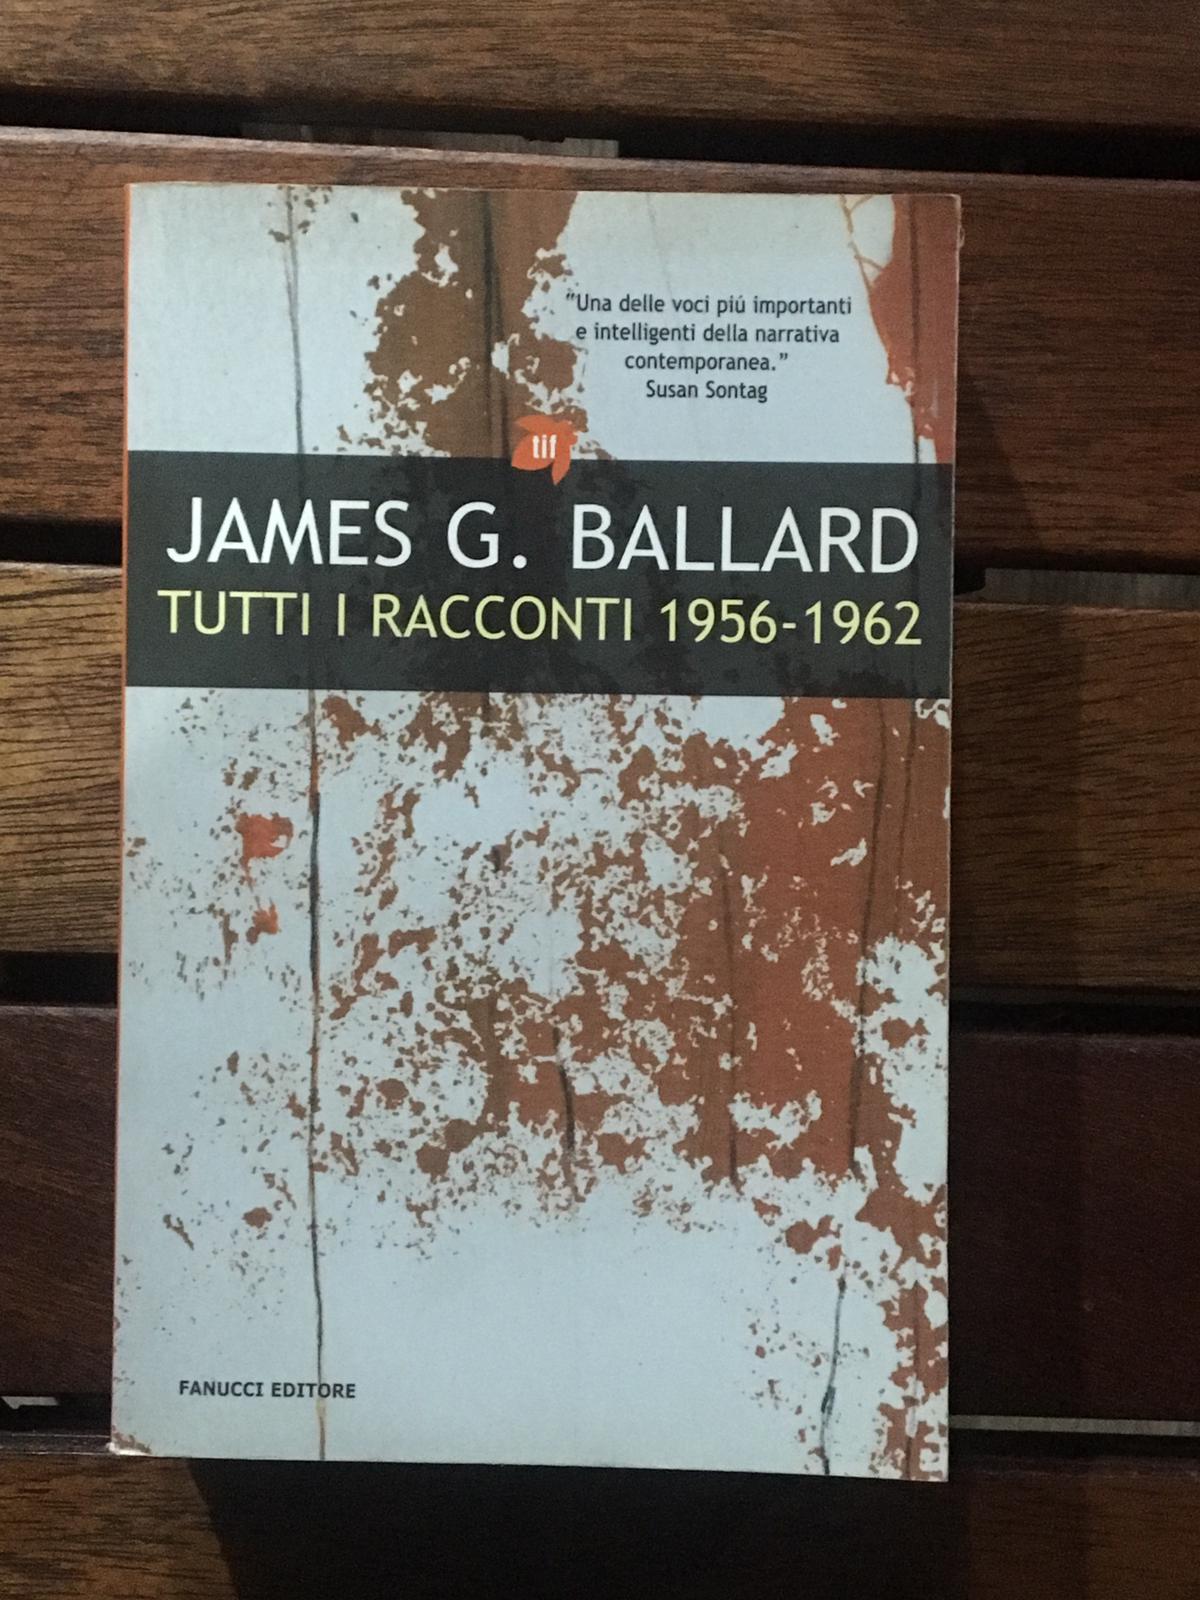 "Una delle voci piú importanti
e intelligenti della narrativa
contemporanea."
Susan Sontag
tif
JAMES G. BALLARD
TUTTI I RACCONTI 1956-1962
FANUCCI EDITORE